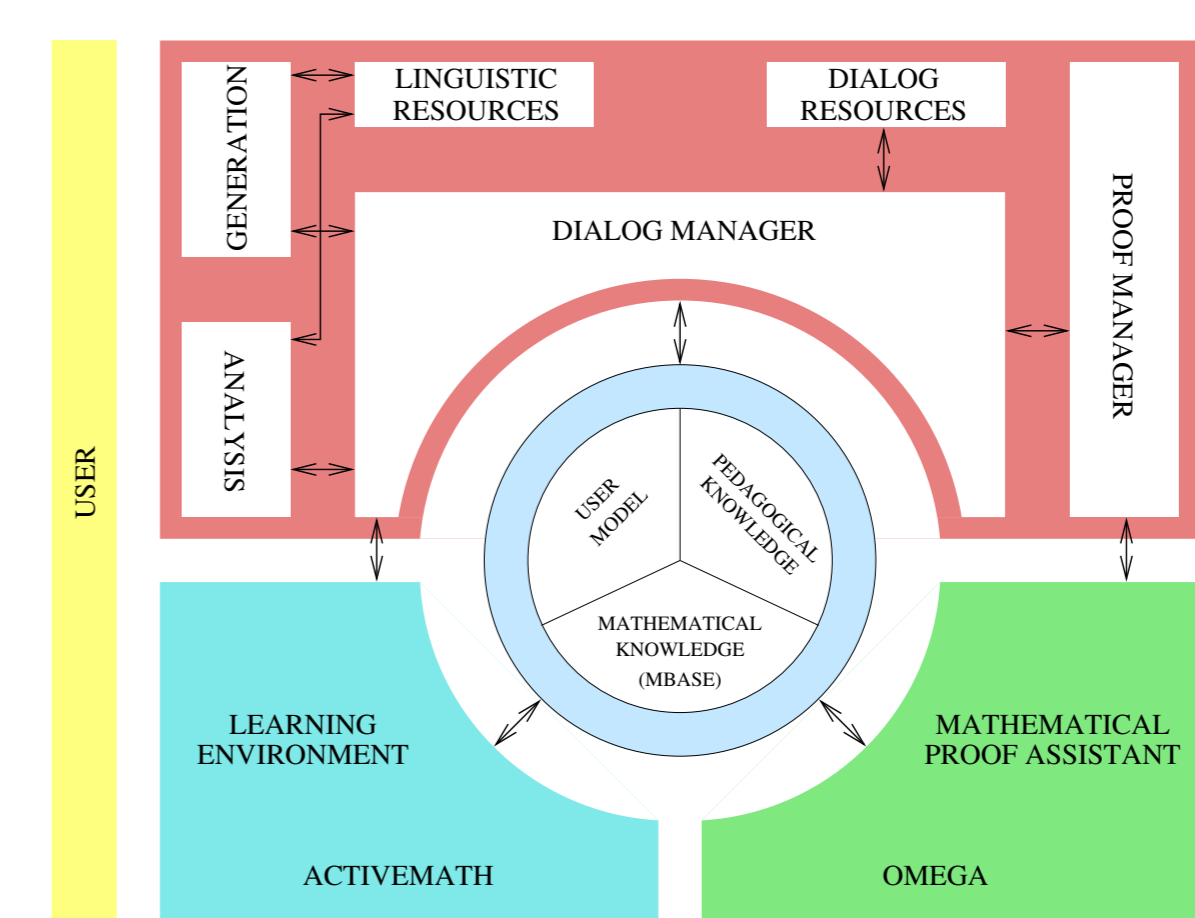 USER
GENERATION
LINGUISTIC
RESOURCES
DIALOG
RESOURCES
PROOF MANAGER
DIALOG MANAGER
ANALYSIS
USER
MODEL
PEDAGOGICAL
KNOWLEDGE
MATHEMATICAL
KNOWLEDGE
(MBASE)
LEARNING
ENVIRONMENT
MATHEMATICAL
PROOF ASSISTANT
ACTIVEMATH
OMEGA